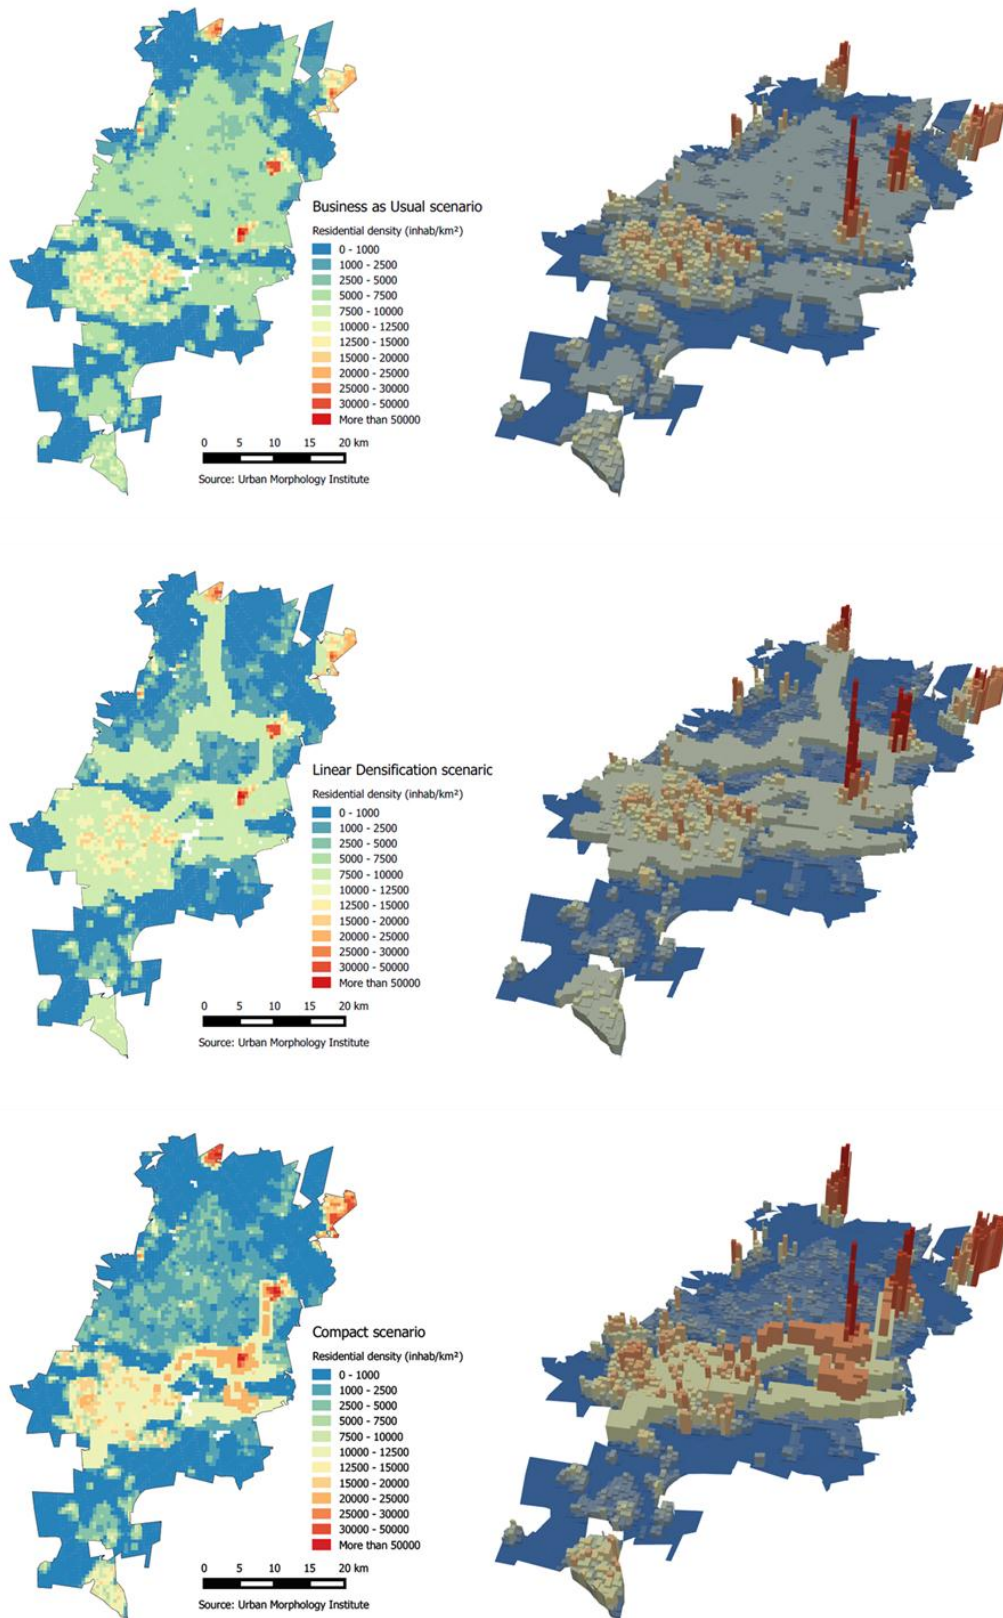 Business as Usual scenario
Residential density (inhab/km²)
0 - 1000
1000 - 2500
2500 - 5000
5000 - 7500
7500 - 10000
10000 - 12500
12500 - 15000
15000 - 20000
20000 - 25000
25000 - 30000
30000 - 50000
More than 50000
0 5 10 15 20 km
Source: Urban Morphology Institute
Linear Densification scenaric
Residential density (inhab/km²)
0 - 1000
1000 - 2500
2500 - 5000
5000 - 7500
7500 - 10000
10000 - 12500
12500 - 15000
15000 - 20000
20000 - 25000
25000 - 30000
30000 - 50000
More than 50000
0 5 10 15 20 km
Source: Urban Morphology Institute
Compact scenario
Residential density (inhab/km²)
0 - 1000
1000 - 2500
2500 - 5000
5000 - 7500
7500 - 10000
10000 - 12500
12500 - 15000
15000 - 20000
20000 - 25000
25000 - 30000
30000 - 50000
More than 50000
0 5 10 15 20 km
Source: Urban Morphology Institute